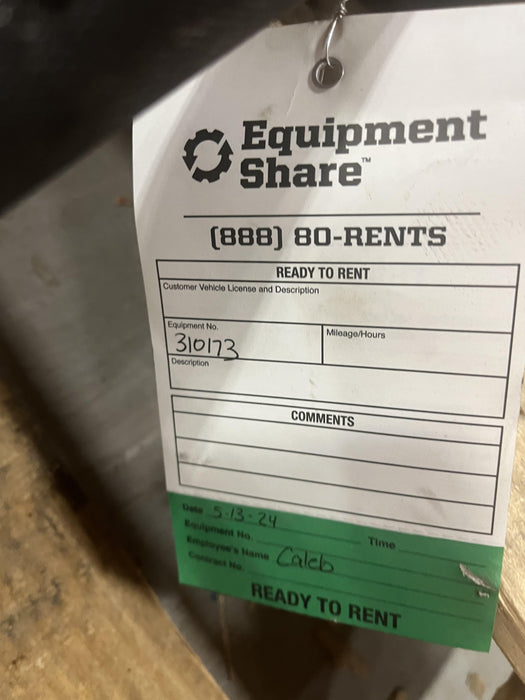 Equipment
Share™
(888) 80-RENTS
READY TO RENT
Customer Vehicle License and Description
Equipment No.
310173
Mileage/Hours
Description
COMMENTS
Date 5-13-24
Equipment No.
Time
Employee's Name Caleb
Contract No.
READY TO RENT